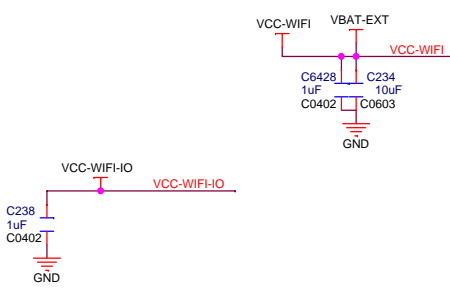 VCC-WIFI
VBAT-EXT
VCC-WIFI
C6428
1uF
C0402
C234
10uF
C0603
GND
VCC-WIFI-IO
VCC-WIFI-IO
C238
1uF
C0402
GND